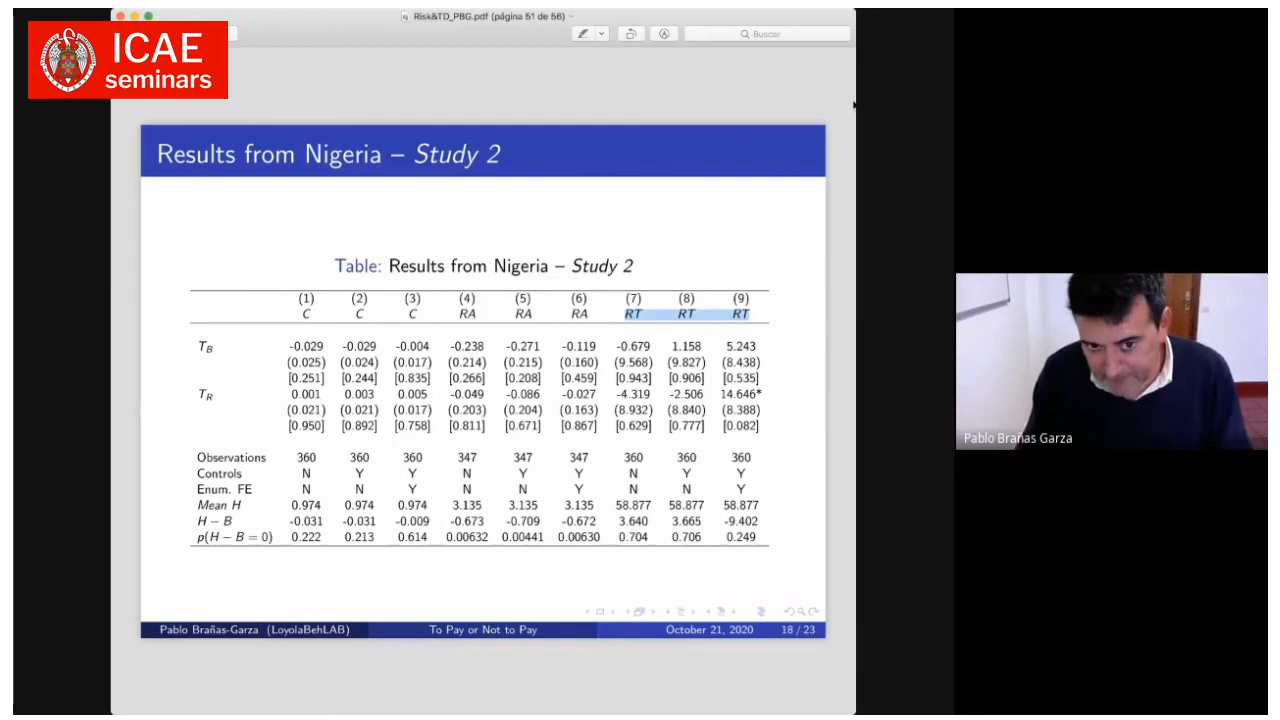 Risk&TD_PBG.pdf (página 51 de 56)
Buscar
ICAE
seminars
Results from Nigeria – Study 2
Table: Results from Nigeria – Study 2
(1) (2) (3) (4) (5) (6) (7) (8) (9)
C C C RA RA RA RT RT RT
T_B -0.029 -0.029 -0.004 -0.238 -0.271 -0.119 -0.679 1.158 5.243
(0.025) (0.024) (0.017) (0.214) (0.215) (0.160) (9.568) (9.827) (8.438)
[0.251] [0.244] [0.835] [0.266] [0.208] [0.459] [0.943] [0.906] [0.535]
T_R 0.001 0.003 0.005 -0.049 -0.086 -0.027 -4.319 -2.506 14.646*
(0.021) (0.021) (0.017) (0.203) (0.204) (0.163) (8.932) (8.840) (8.388)
[0.950] [0.892] [0.758] [0.811] [0.671] [0.867] [0.629] [0.777] [0.082]
Observations 360 360 360 347 347 347 360 360 360
Controls N Y Y N Y Y N Y Y
Enum. FE N N Y N N Y N N Y
Mean H 0.974 0.974 0.974 3.135 3.135 3.135 58.877 58.877 58.877
H – B -0.031 -0.031 -0.009 -0.673 -0.709 -0.672 3.640 3.665 -9.402
p(H – B = 0) 0.222 0.213 0.614 0.00632 0.00441 0.00630 0.704 0.706 0.249
Pablo Brañas-Garza (LoyolaBehLAB) To Pay or Not to Pay October 21, 2020 18 / 23
Pablo Brañas Garza